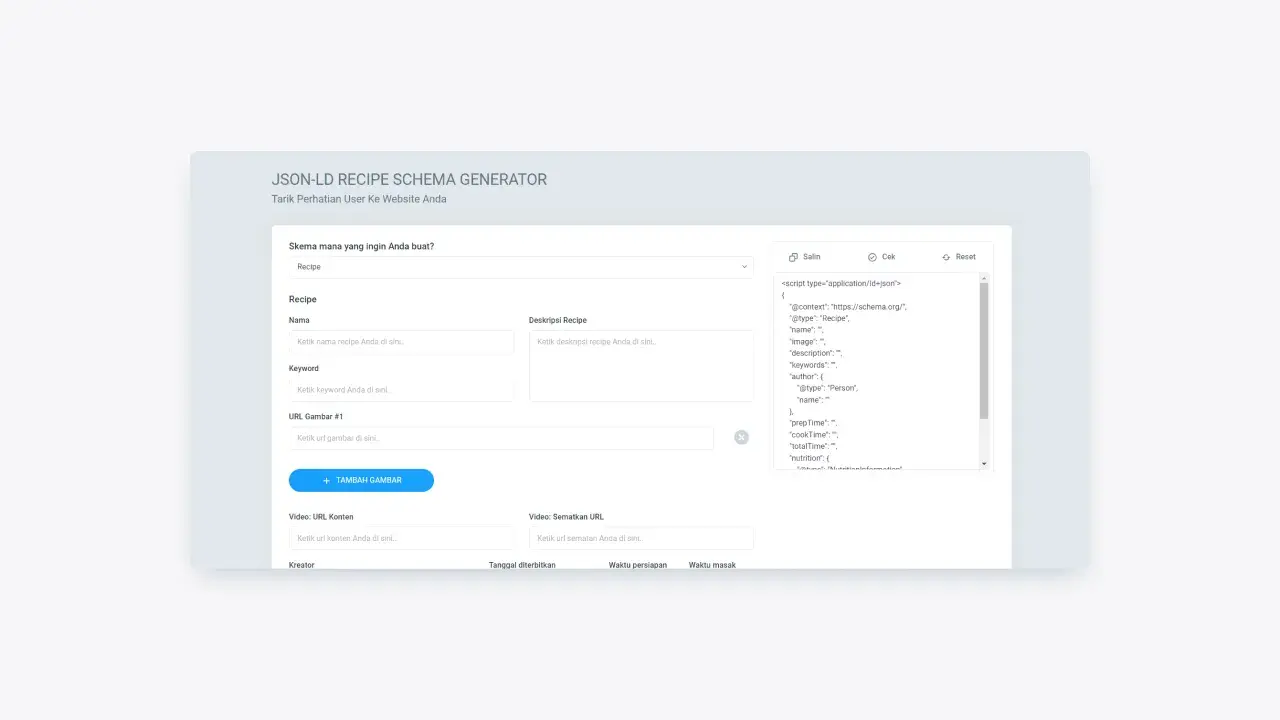 JSON-LD RECIPE SCHEMA GENERATOR
Tarik Perhatian User Ke Website Anda
Skema mana yang ingin Anda buat?
Recipe
Recipe
Nama
Ketik nama recipe Anda di sini..
Keyword
Ketik keyword Anda di sini..
Deskripsi Recipe
Ketik deskripsi recipe Anda di sini..
URL Gambar #1
Ketik url gambar di sini..
+ TAMBAH GAMBAR
Video: URL Konten
Ketik url konten Anda di sini..
Video: Sematkan URL
Ketik url sematan Anda di sini..
Kreator
Tanggal diterbitkan
Waktu persiapan
Waktu masak
Salin
Cek
Reset
<script type="application/ld+json">
{
"@context": "https://schema.org/",
"@type": "Recipe",
"name": "",
"image": "",
"description": "",
"keywords": "",
"author": {
"@type": "Person",
"name": ""
},
"prepTime": "",
"cookTime": "",
"totalTime": "",
"nutrition": {
"@type": "NutritionInformation",